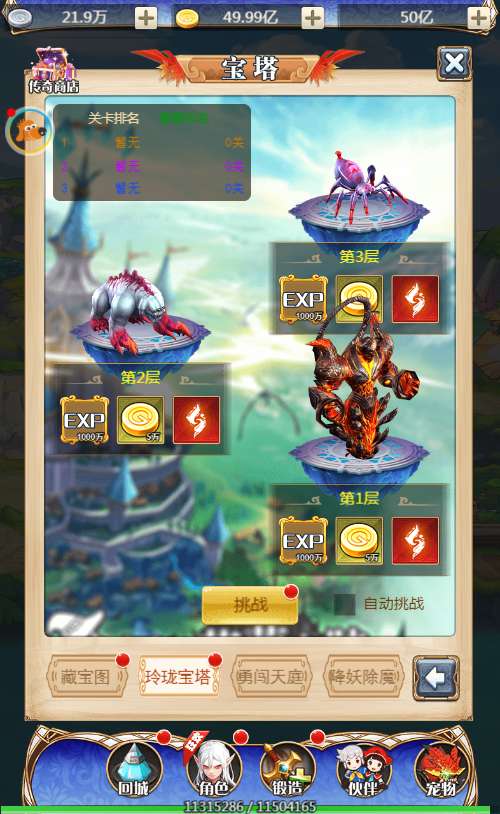 21.9万
49.99亿
50亿
宝塔
传奇商店
关卡排名
1 暂无 0关
2 暂无 0关
3 暂无 0关
第3层
EXP 1000万
第2层
EXP 1000万 5万
第1层
EXP 1000万 5万
挑战
自动挑战
藏宝图 玲珑宝塔 勇闯天庭 降妖除魔
回城 角色 锻造 伙伴 宠物
11315286 / 11504165